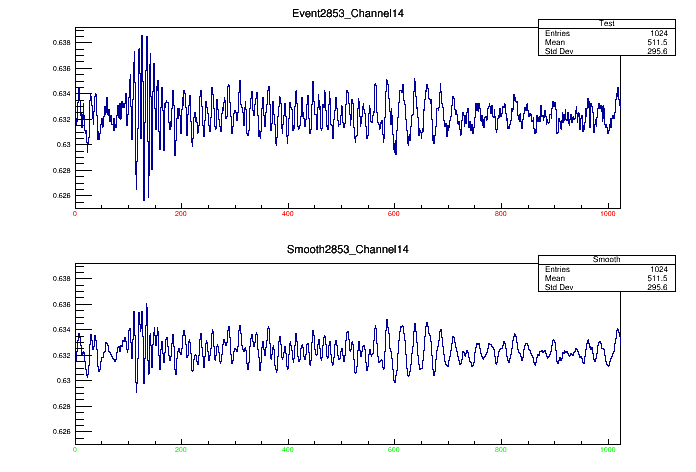 Event2853_Channel14
Test
Entries 1024
Mean 511.5
Std Dev 295.6
0.638
0.636
0.634
0.632
0.63
0.628
0.626
0 200 400 600 800 1000
Smooth2853_Channel14
Smooth
Entries 1024
Mean 511.5
Std Dev 295.6
0.638
0.636
0.634
0.632
0.63
0.628
0.626
0 200 400 600 800 1000